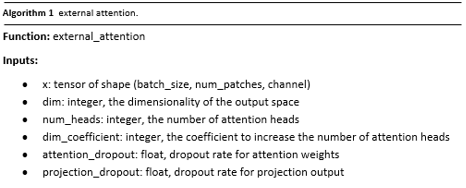 Algorithm 1 external attention.
Function: external_attention
Inputs:
• x: tensor of shape (batch_size, num_patches, channel)
• dim: integer, the dimensionality of the output space
• num_heads: integer, the number of attention heads
• dim_coefficient: integer, the coefficient to increase the number of attention heads
• attention_dropout: float, dropout rate for attention weights
• projection_dropout: float, dropout rate for projection output